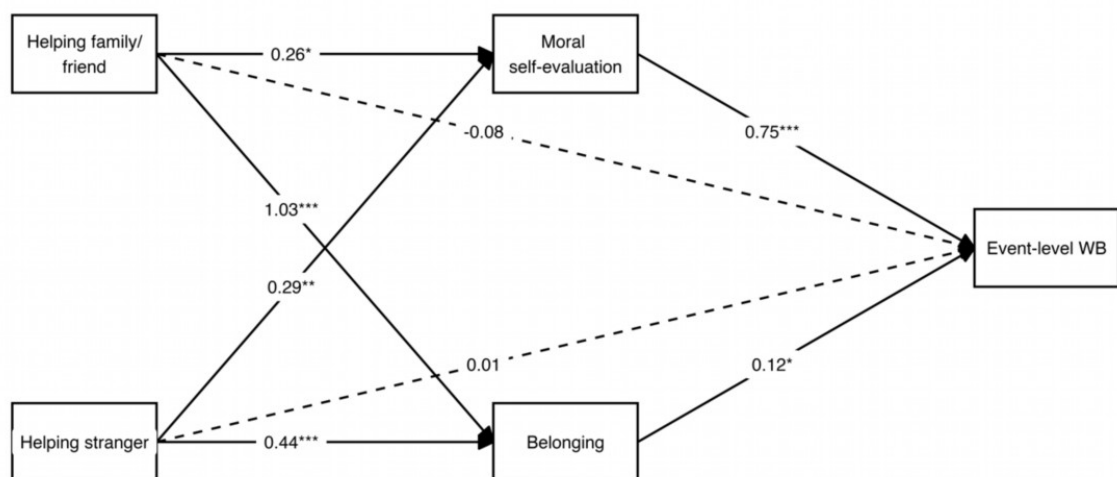 Helping family/
friend
0.26*
Moral
self-evaluation
-0.08
0.75***
1.03***
Event-level WB
0.29**
0.01
0.12*
Helping stranger
0.44***
Belonging